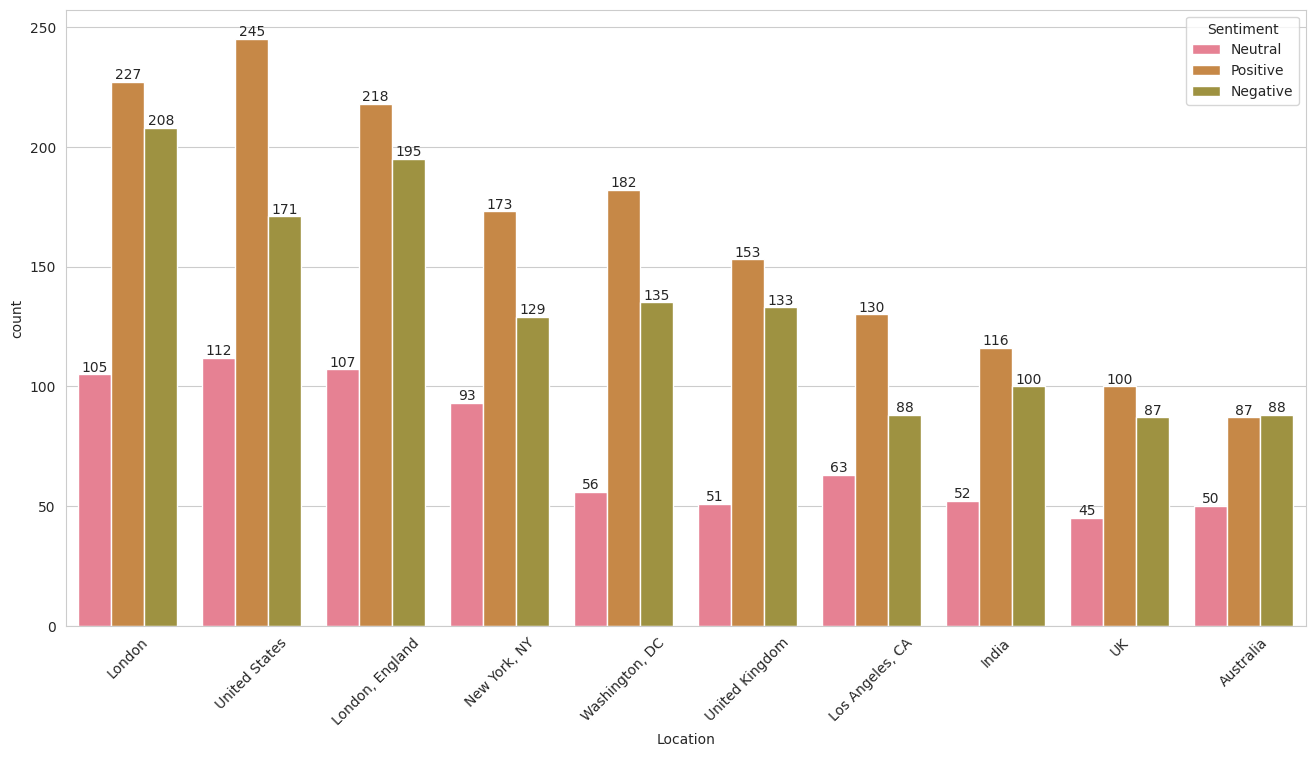 250
200
150
100
50
0
count
105
227
208
112
245
171
107
218
195
93
173
129
56
182
135
51
153
133
63
130
88
52
116
100
45
100
87
50
87
88
Sentiment
Neutral
Positive
Negative
London
United States
London, England
New York, NY
Washington, DC
United Kingdom
Los Angeles, CA
India
UK
Australia
Location